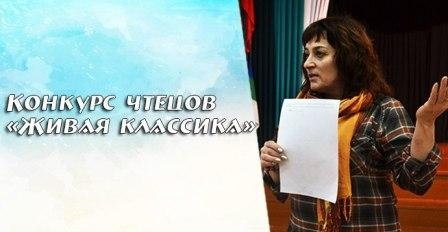 Конкурс чтецов
«Живая классика»